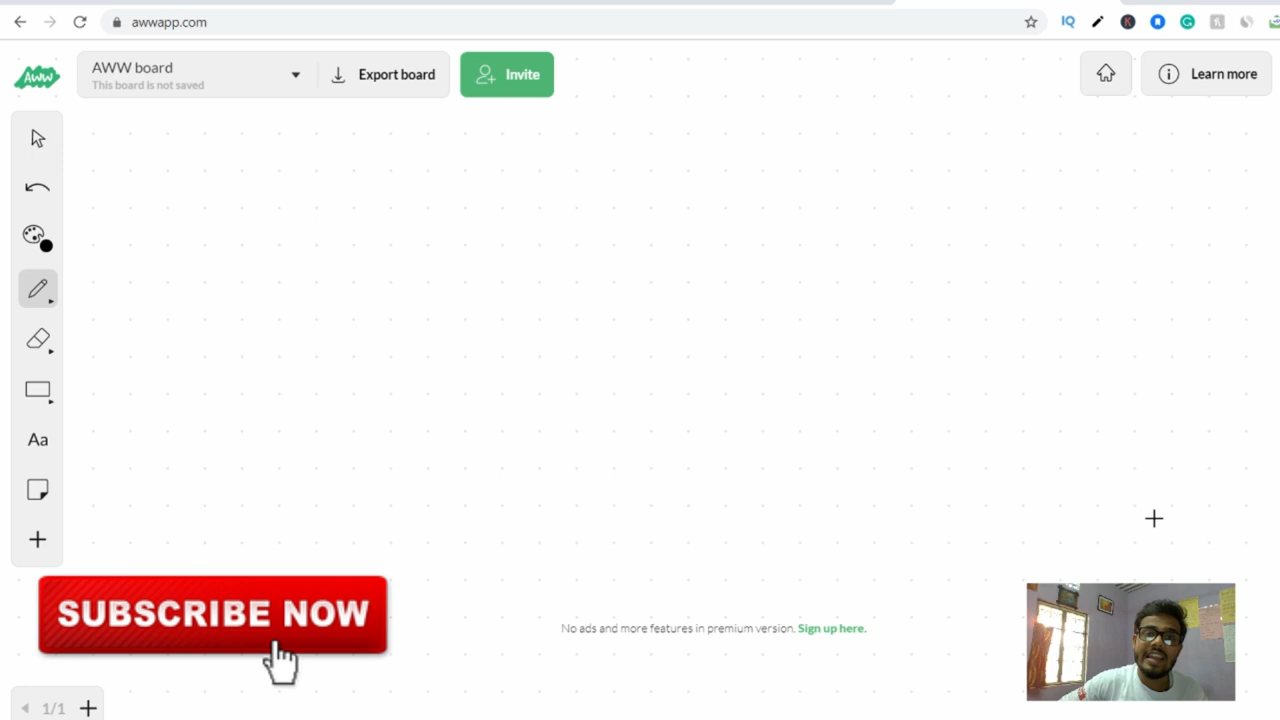 awwapp.com
IQ
AWW
AWW board
This board is not saved
Export board
Invite
Learn more
Aa
SUBSCRIBE NOW
No ads and more features in premium version. Sign up here.
1/1